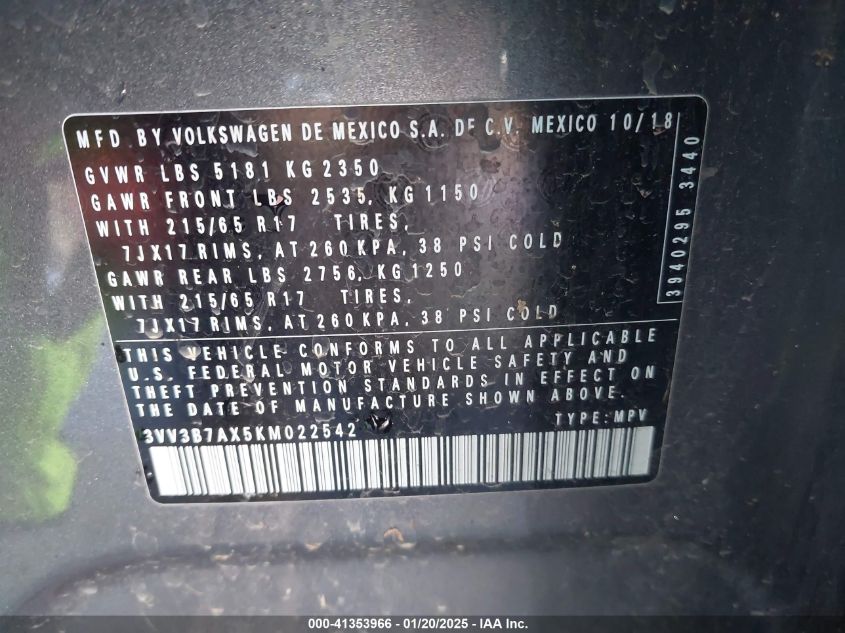 MFD BY VOLKSWAGEN DE MEXICO S.A. DE C.V. MEXICO 10/18
GVWR LBS 5181 KG 2350
GAWR FRONT LBS 2535, KG 1150
WITH 215/65 R17 TIRES,
7JX17 RIMS, AT 260 KPA, 38 PSI COLD
GAWR REAR LBS 2756, KG 1250
WITH 215/65 R17 TIRES,
7JX17 RIMS, AT 260 KPA, 38 PSI COLD
3940295 3440
THIS VEHICLE CONFORMS TO ALL APPLICABLE
U.S. FEDERAL MOTOR VEHICLE SAFETY AND
THEFT PREVENTION STANDARDS IN EFFECT ON
THE DATE OF MANUFACTURE SHOWN ABOVE.
3VV3B7AX5KM022542 TYPE: MPV
000-41353966 - 01/20/2025 - IAA Inc.